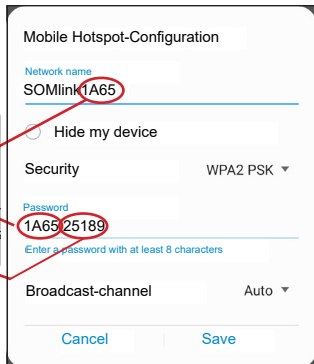 Mobile Hotspot-Configuration
Network name
SOMlink1A65
Hide my device
Security WPA2 PSK
Password
1A6525189
Enter a password with at least 8 characters
Broadcast-channel Auto
Cancel Save